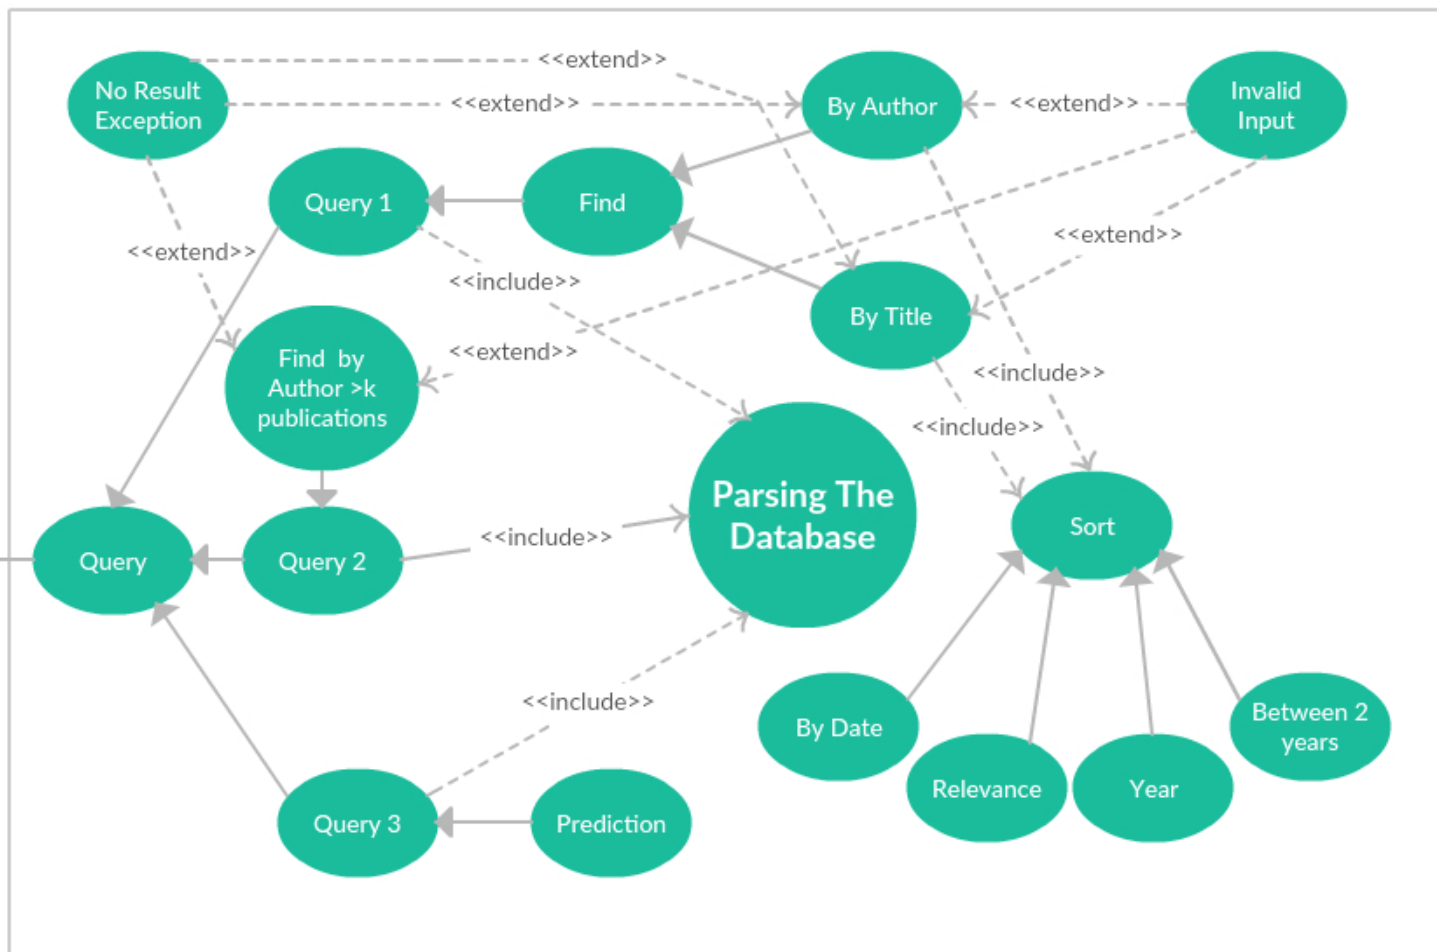 <<extend>>
No Result
Exception
<<extend>>
By Author
<<extend>>
Invalid
Input
Query 1
Find
<<extend>>
<<extend>>
<<include>>
By Title
<<extend>>
Find by
Author >k
publications
<<include>>
<<include>>
Parsing The
Database
Sort
<<include>>
Query
Query 2
<<include>>
By Date
Between 2
years
Relevance
Year
Query 3
Prediction